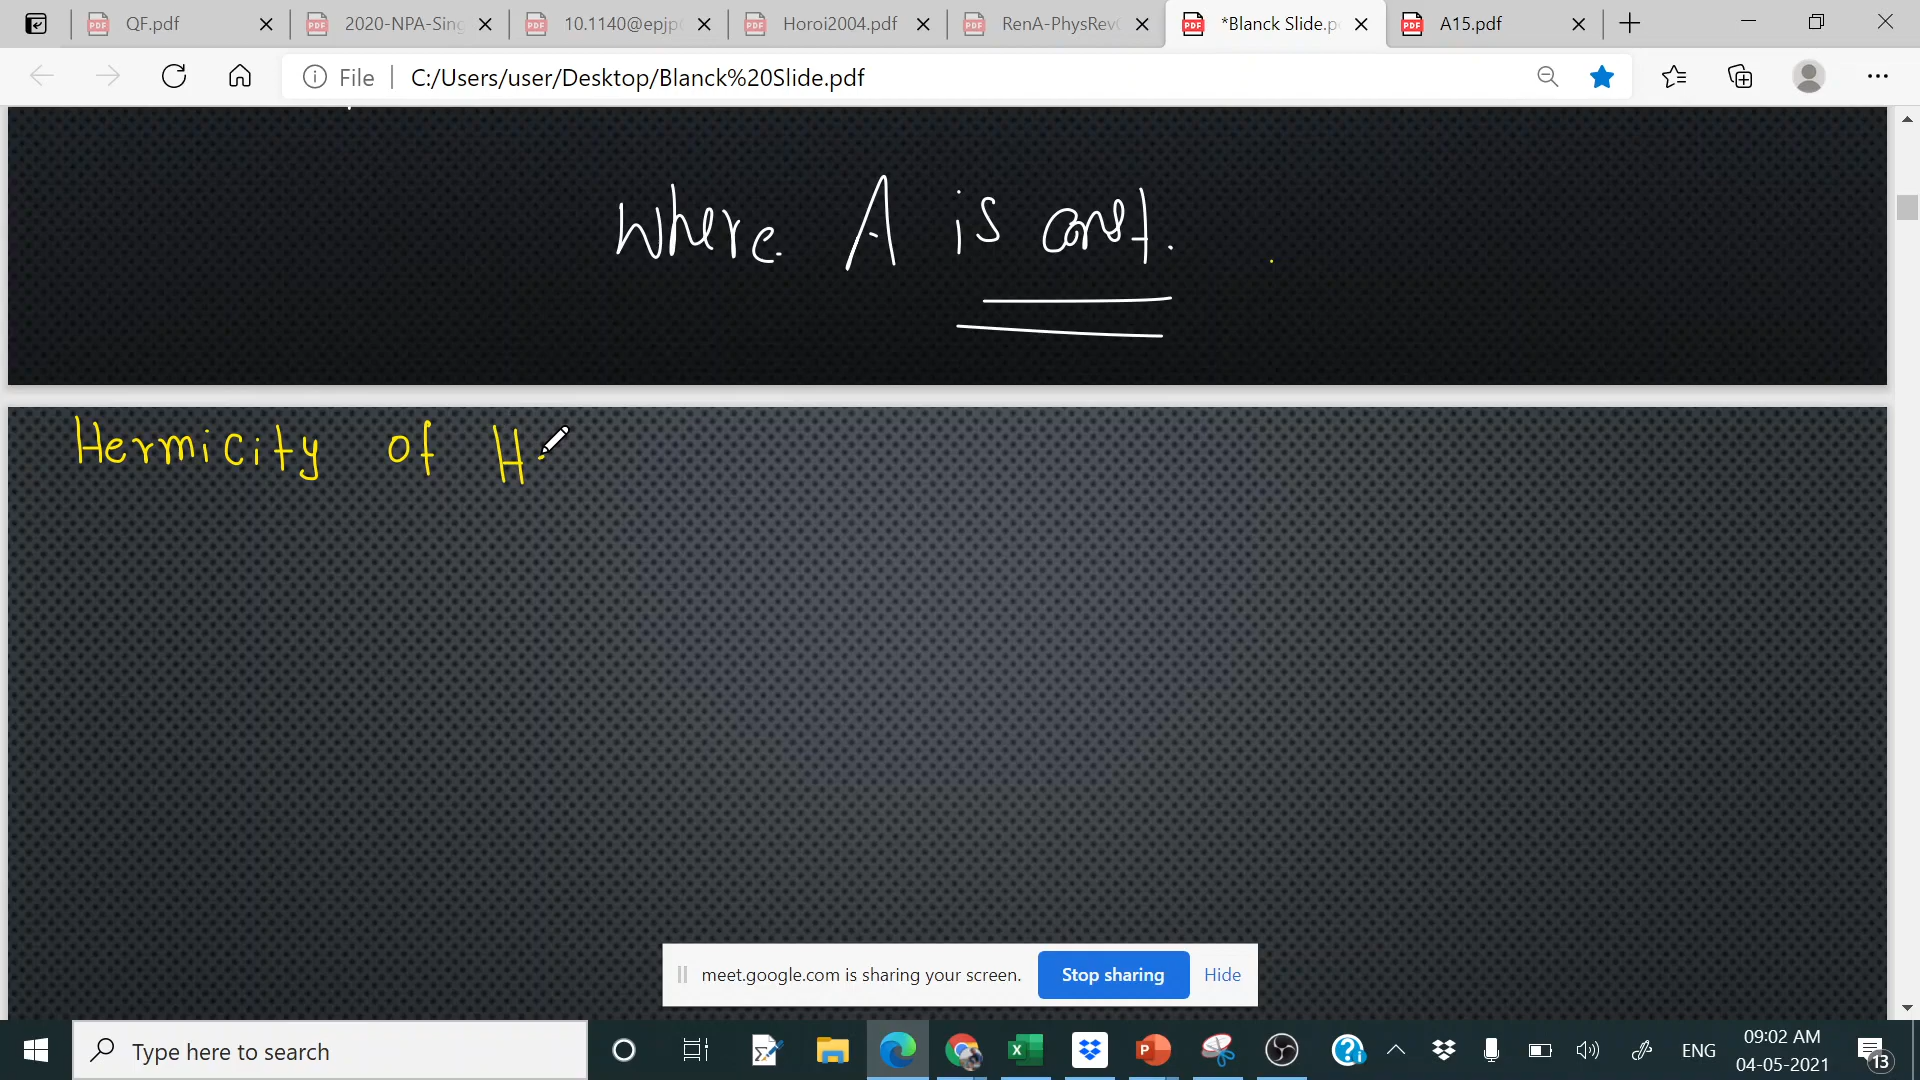 QF.pdf
2020-NPA-Sing
10.1140@epjp
Horoi2004.pdf
RenA-PhysRevC
*Blanck Slide.p
A15.pdf
File
C:/Users/user/Desktop/Blanck%20Slide.pdf
where A is const.
Hermicity of H
meet.google.com is sharing your screen.
Stop sharing
Hide
Type here to search
ENG
09:02 AM
04-05-2021
13